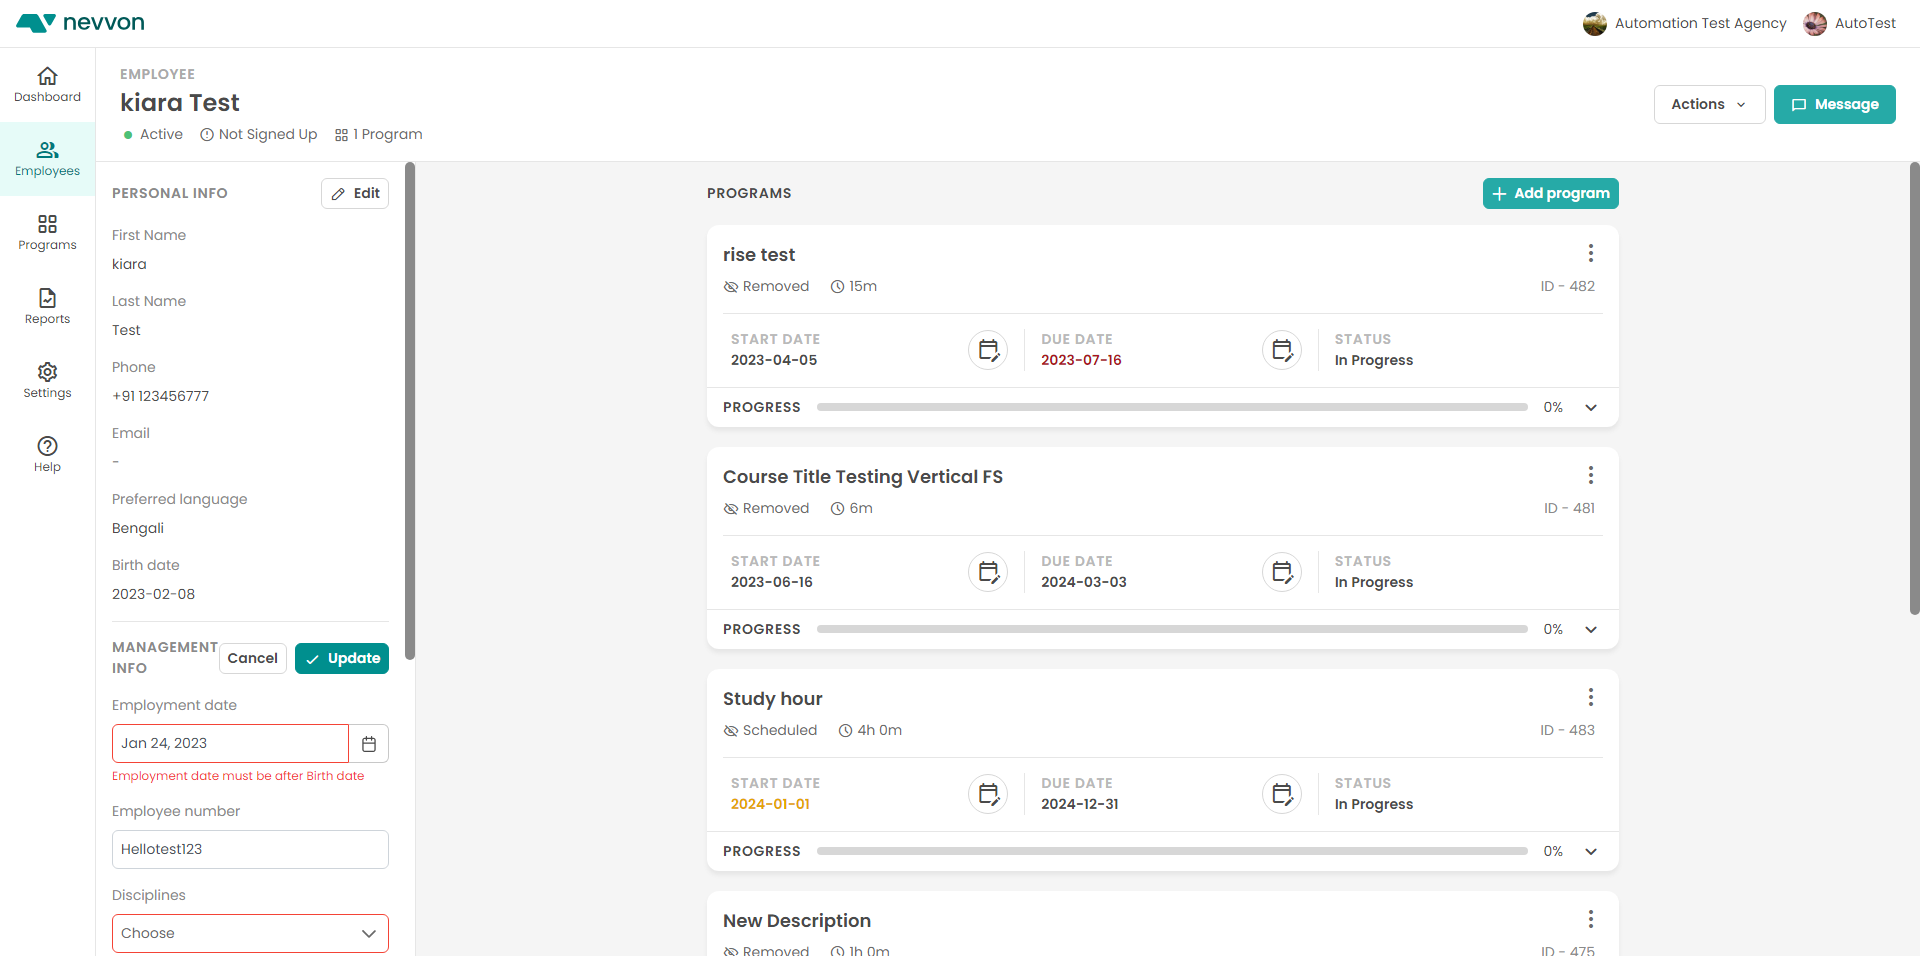 nevvon
Automation Test Agency
AutoTest
Dashboard
Employees
Programs
Reports
Settings
Help
EMPLOYEE
kiara Test
Active
Not Signed Up
1 Program
Actions
Message
PERSONAL INFO
Edit
First Name
kiara
Last Name
Test
Phone
+91 123456777
Email
-
Preferred language
Bengali
Birth date
2023-02-08
MANAGEMENT
INFO
Cancel
Update
Employment date
Jan 24, 2023
Employment date must be after Birth date
Employee number
Hellotest123
Disciplines
Choose
PROGRAMS
Add program
rise test
Removed 15m ID - 482
START DATE
2023-04-05
DUE DATE
2023-07-16
STATUS
In Progress
PROGRESS 0%
Course Title Testing Vertical FS
Removed 6m ID - 481
START DATE
2023-06-16
DUE DATE
2024-03-03
STATUS
In Progress
PROGRESS 0%
Study hour
Scheduled 4h 0m ID - 483
START DATE
2024-01-01
DUE DATE
2024-12-31
STATUS
In Progress
PROGRESS 0%
New Description
Removed 1h 0m ID - 475